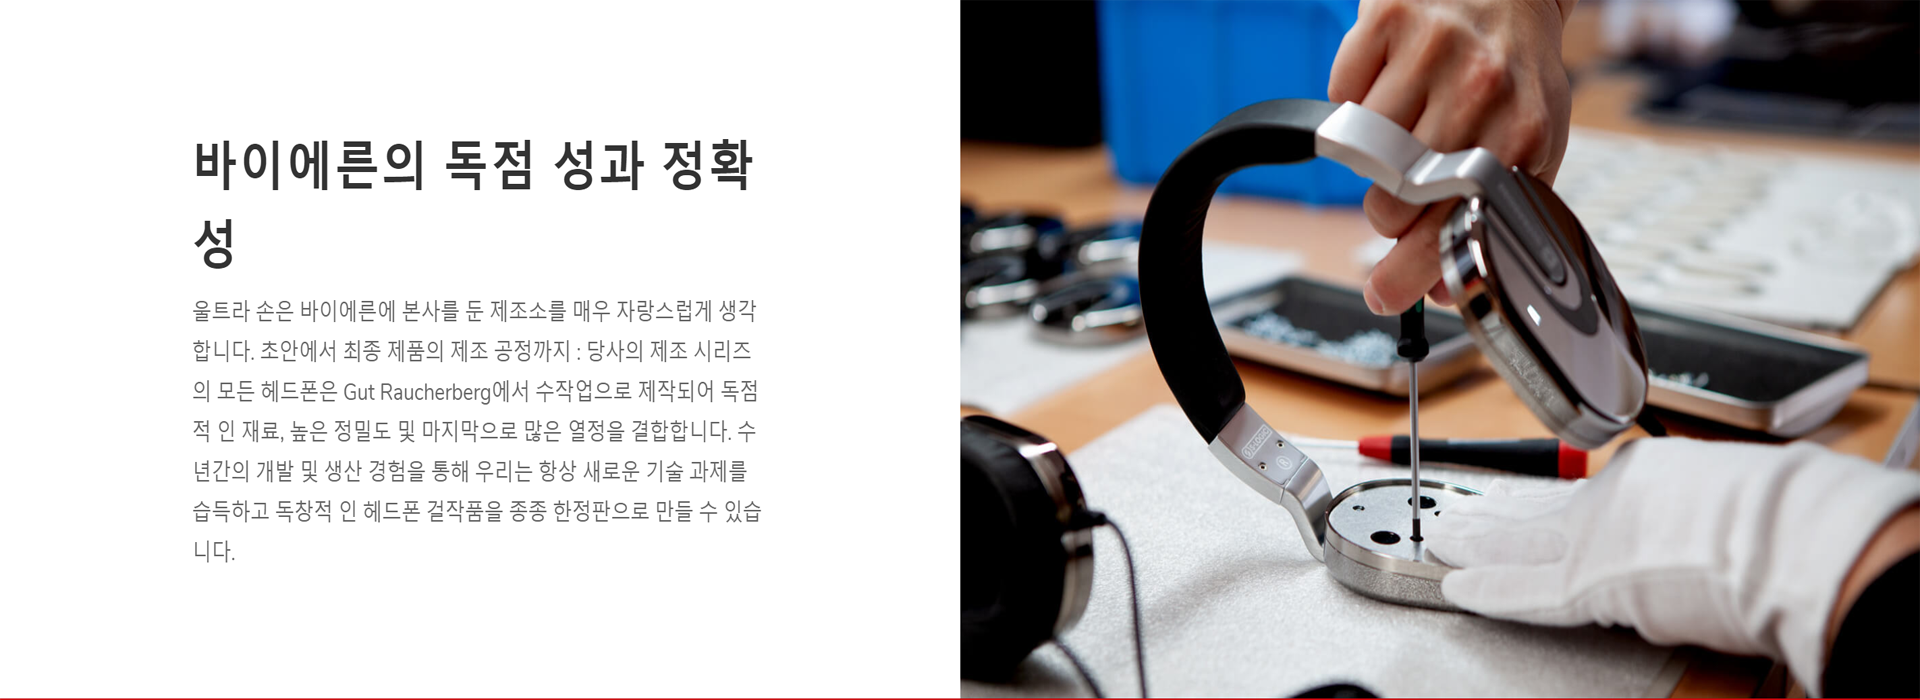 바이에른의 독점 성과 정확
성
울트라 손은 바이에른에 본사를 둔 제조소를 매우 자랑스럽게 생각
합니다. 초안에서 최종 제품의 제조 공정까지 : 당사의 제조 시리즈
의 모든 헤드폰은 Gut Raucherberg에서 수작업으로 제작되어 독점
적 인 재료, 높은 정밀도 및 마지막으로 많은 열정을 결합합니다. 수
년간의 개발 및 생산 경험을 통해 우리는 항상 새로운 기술 과제를
습득하고 독창적 인 헤드폰 걸작품을 종종 한정판으로 만들 수 있습
니다.
S-LOGIC
R